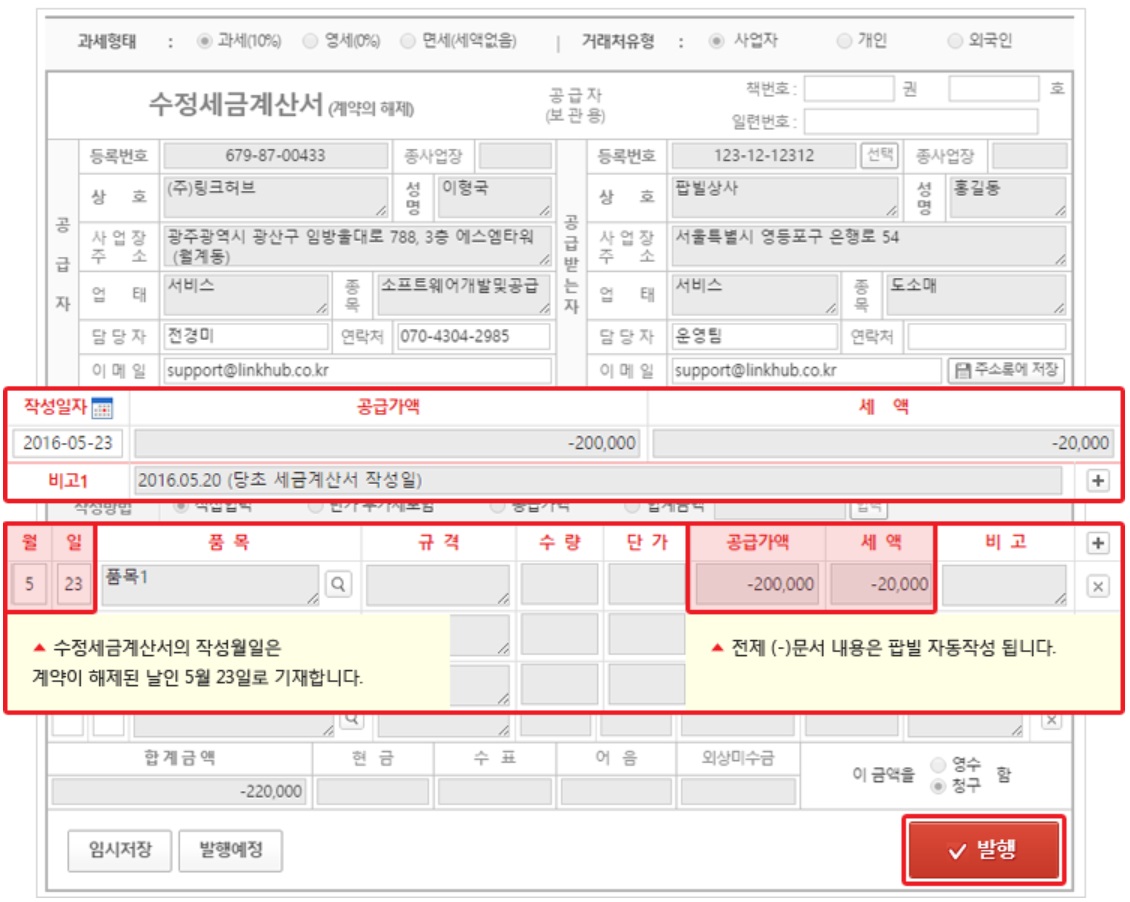 과세형태 : 과세(10%) 영세(0%) 면세(세액없음) | 거래처유형 : 사업자 개인 외국인
수정세금계산서 (계약의 해제) 공급자 (보관용) 책번호 : 권 호
일련번호 :
공급자 등록번호 679-87-00433 종사업장 공급받는자 등록번호 123-12-12312 선택 종사업장
상 호 (주)링크허브 성명 이형국 상 호 팝빌상사 성명 홍길동
사업장 주소 광주광역시 광산구 임방울대로 788, 3층 에스엠타워 (월계동) 사업장 주소 서울특별시 영등포구 은행로 54
업 태 서비스 종목 소프트웨어개발및공급 업 태 서비스 종목 도소매
담당자 전경미 연락처 070-4304-2985 담당자 운영팀 연락처
이메일 support@linkhub.co.kr 이메일 support@linkhub.co.kr 주소록에 저장
작성일자 공급가액 세 액
2016-05-23 -200,000 -20,000
비고1 2016.05.20 (당초 세금계산서 작성일)
작성방법 직접입력 공급가액 합계금액 입력
월 일 품 목 규 격 수 량 단 가 공급가액 세 액 비 고
5 23 품목1 -200,000 -20,000
▲ 수정세금계산서의 작성월일은
계약이 해제된 날인 5월 23일로 기재합니다.
▲ 전제 (-)문서 내용은 팝빌 자동작성 됩니다.
합계금액 현 금 수 표 어 음 외상미수금 이 금액을 영수 청구 함
-220,000
임시저장 발행예정 발행